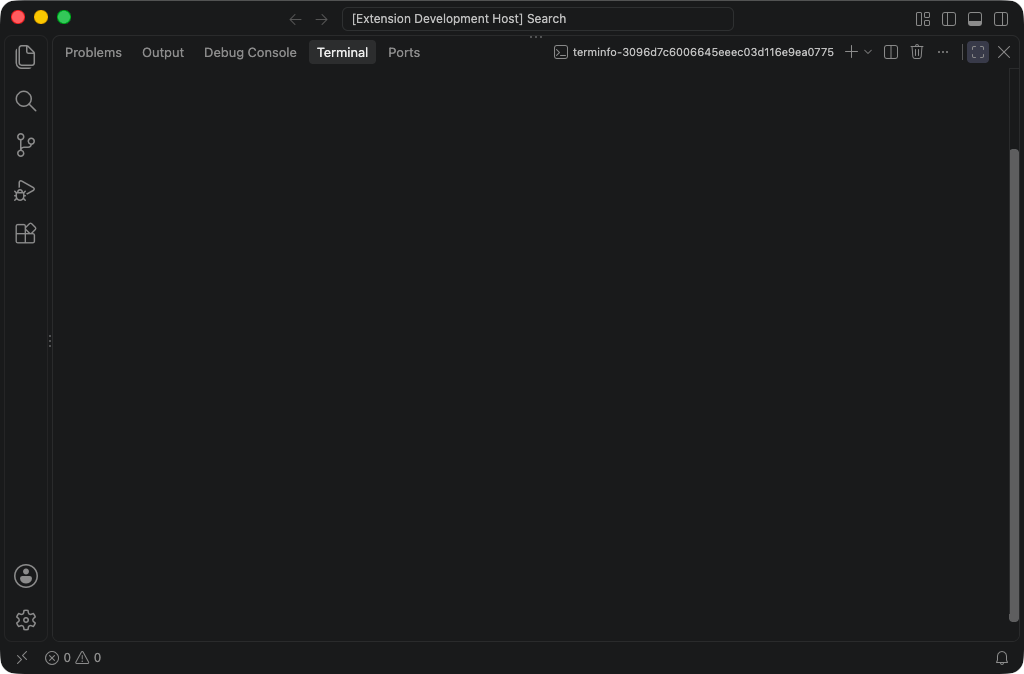 [Extension Development Host] Search
Problems Output Debug Console Terminal Ports terminfo-3096d7c6006645eeec03d116e9ea0775
0 0